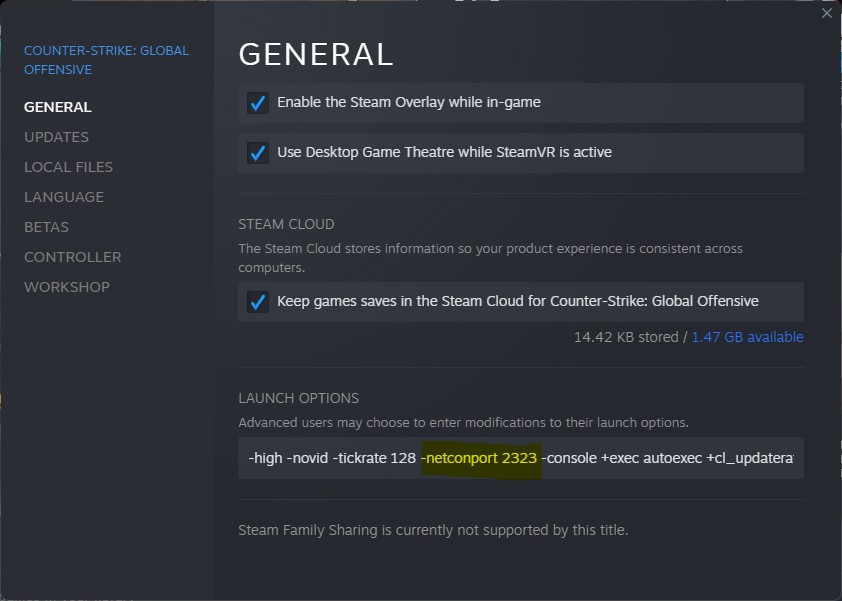 COUNTER-STRIKE: GLOBAL
OFFENSIVE
GENERAL
UPDATES
LOCAL FILES
LANGUAGE
BETAS
CONTROLLER
WORKSHOP
GENERAL
Enable the Steam Overlay while in-game
Use Desktop Game Theatre while SteamVR is active
STEAM CLOUD
The Steam Cloud stores information so your product experience is consistent across
computers.
Keep games saves in the Steam Cloud for Counter-Strike: Global Offensive
14.42 KB stored / 1.47 GB available
LAUNCH OPTIONS
Advanced users may choose to enter modifications to their launch options.
-high -novid -tickrate 128 -netconport 2323 -console +exec autoexec +cl_updatera
Steam Family Sharing is currently not supported by this title.